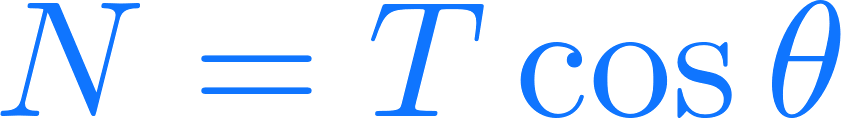 N = T cos θ